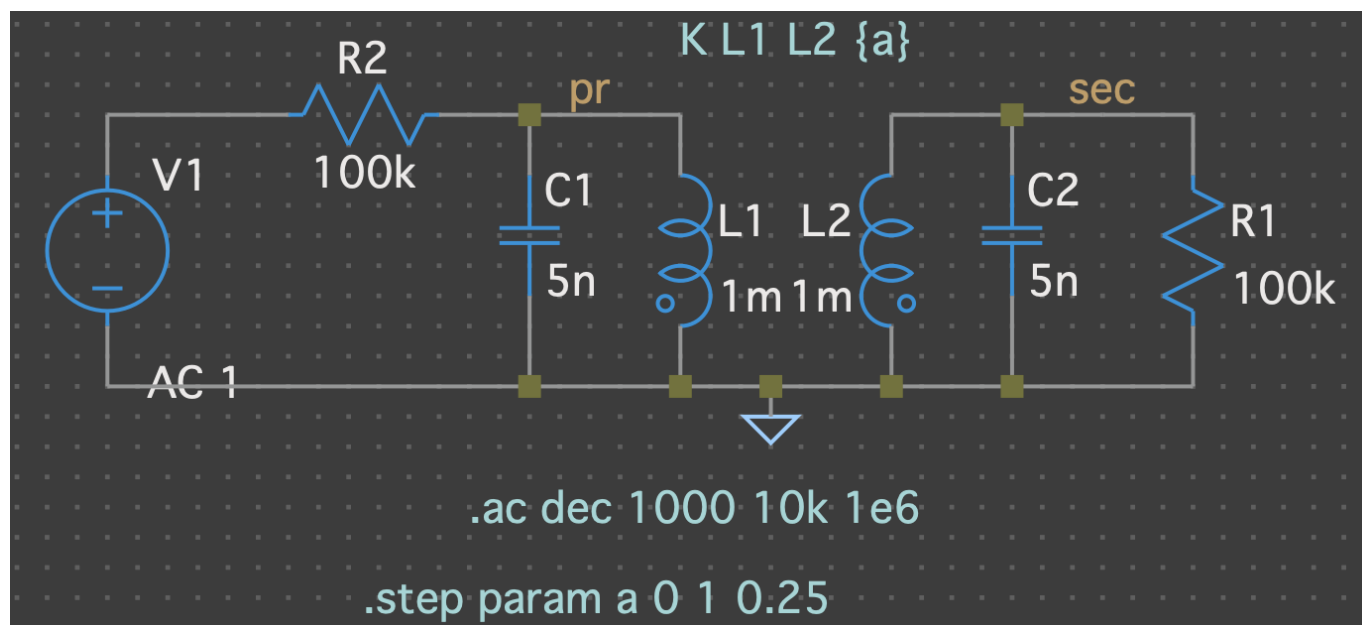 K L1 L2 {a}
R2
pr
sec
100k
V1
C1
C2
L1
L2
R1
5n
1m
1m
5n
100k
AC 1
.ac dec 1000 10k 1e6
.step param a 0 1 0.25